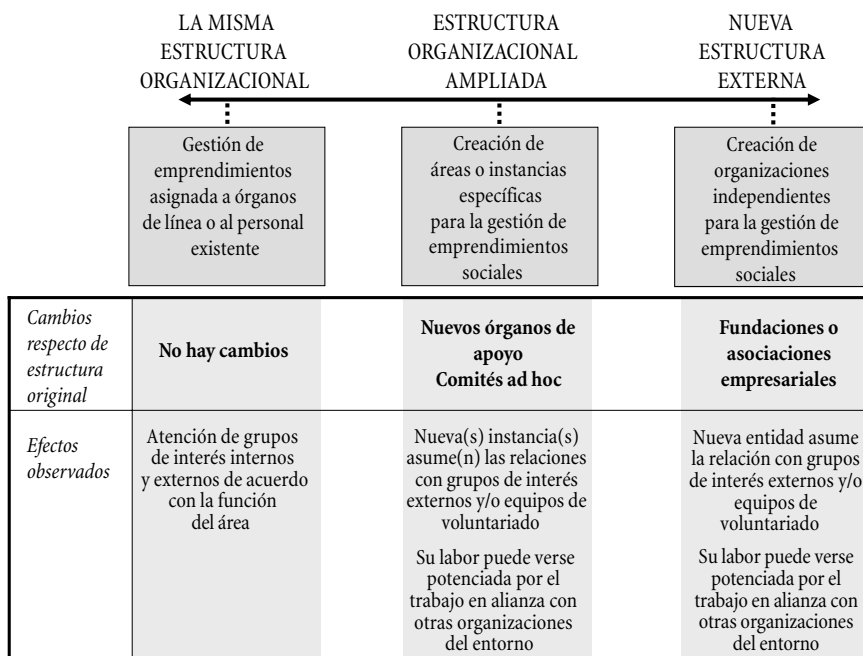 LA MISMA
ESTRUCTURA
ORGANIZACIONAL
ESTRUCTURA
ORGANIZACIONAL
AMPLIADA
NUEVA
ESTRUCTURA
EXTERNA
Gestión de
emprendimientos
asignada a órganos
de línea o al personal
existente
Creación de
áreas o instancias
específicas
para la gestión de
emprendimientos
sociales
Creación de
organizaciones
independientes
para la gestión de
emprendimientos
sociales
Cambios
respecto de
estructura
original
No hay cambios
Nuevos órganos de
apoyo
Comités ad hoc
Fundaciones o
asociaciones
empresariales
Efectos
observados
Atención de grupos
de interés internos
y externos de acuerdo
con la función
del área
Nueva(s) instancia(s)
asume(n) las relaciones
con grupos de interés
externos y/o equipos de
voluntariado
Su labor puede verse
potenciada por el
trabajo en alianza con
otras organizaciones
del entorno
Nueva entidad asume
la relación con grupos
de interés externos y/o
equipos de
voluntariado
Su labor puede verse
potenciada por el
trabajo en alianza con
otras organizaciones
del entorno